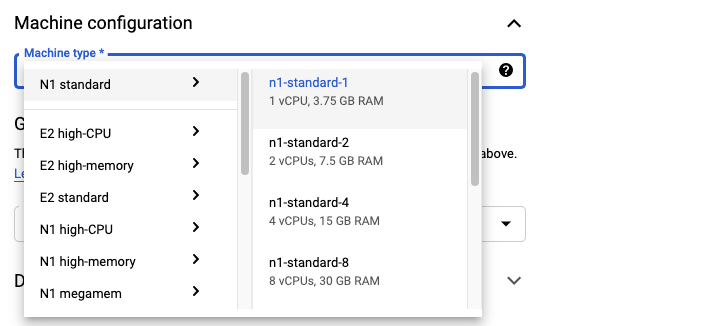 Machine configuration
Machine type *
N1 standard
E2 high-CPU
E2 high-memory
E2 standard
N1 high-CPU
N1 high-memory
N1 megamem
n1-standard-1
1 vCPU, 3.75 GB RAM
n1-standard-2
2 vCPUs, 7.5 GB RAM
n1-standard-4
4 vCPUs, 15 GB RAM
n1-standard-8
8 vCPUs, 30 GB RAM
?
above.